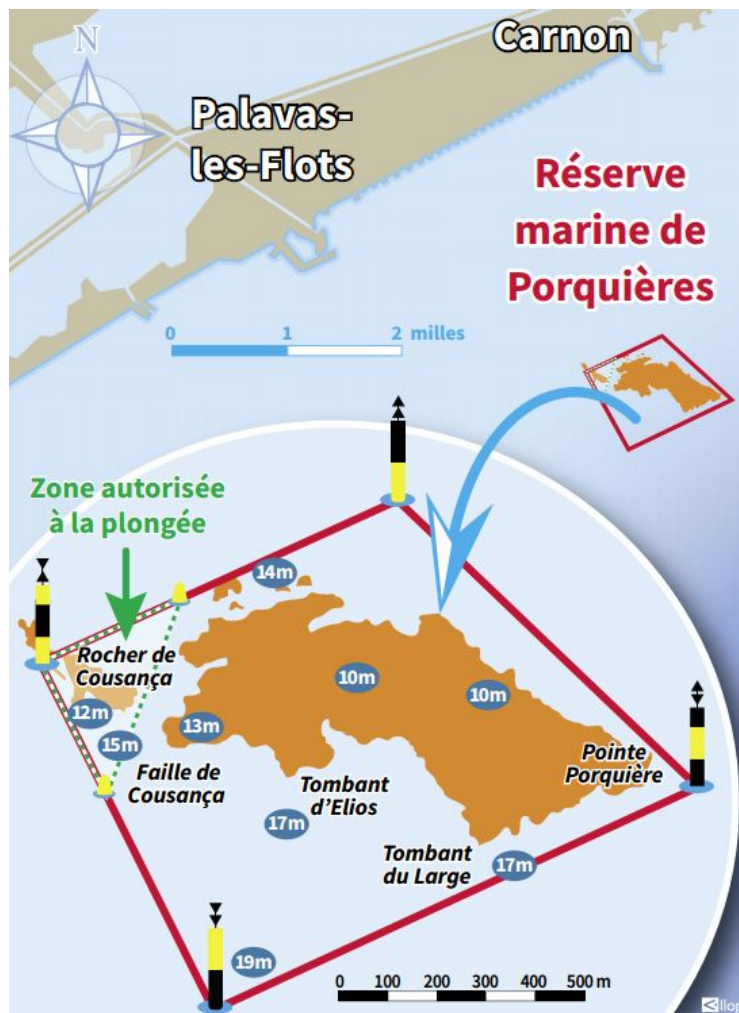 N
Carnon
Palavas-
les-Flots
Réserve
marine de
Porquières
0 1 2 milles
Zone autorisée
à la plongée
14m
Rocher de
Cousança
10m
10m
12m
13m
15m
Pointe
Porquière
Faille de
Cousança
Tombant
d'Elios
17m
Tombant
du Large
17m
19m
0 100 200 300 400 500 m